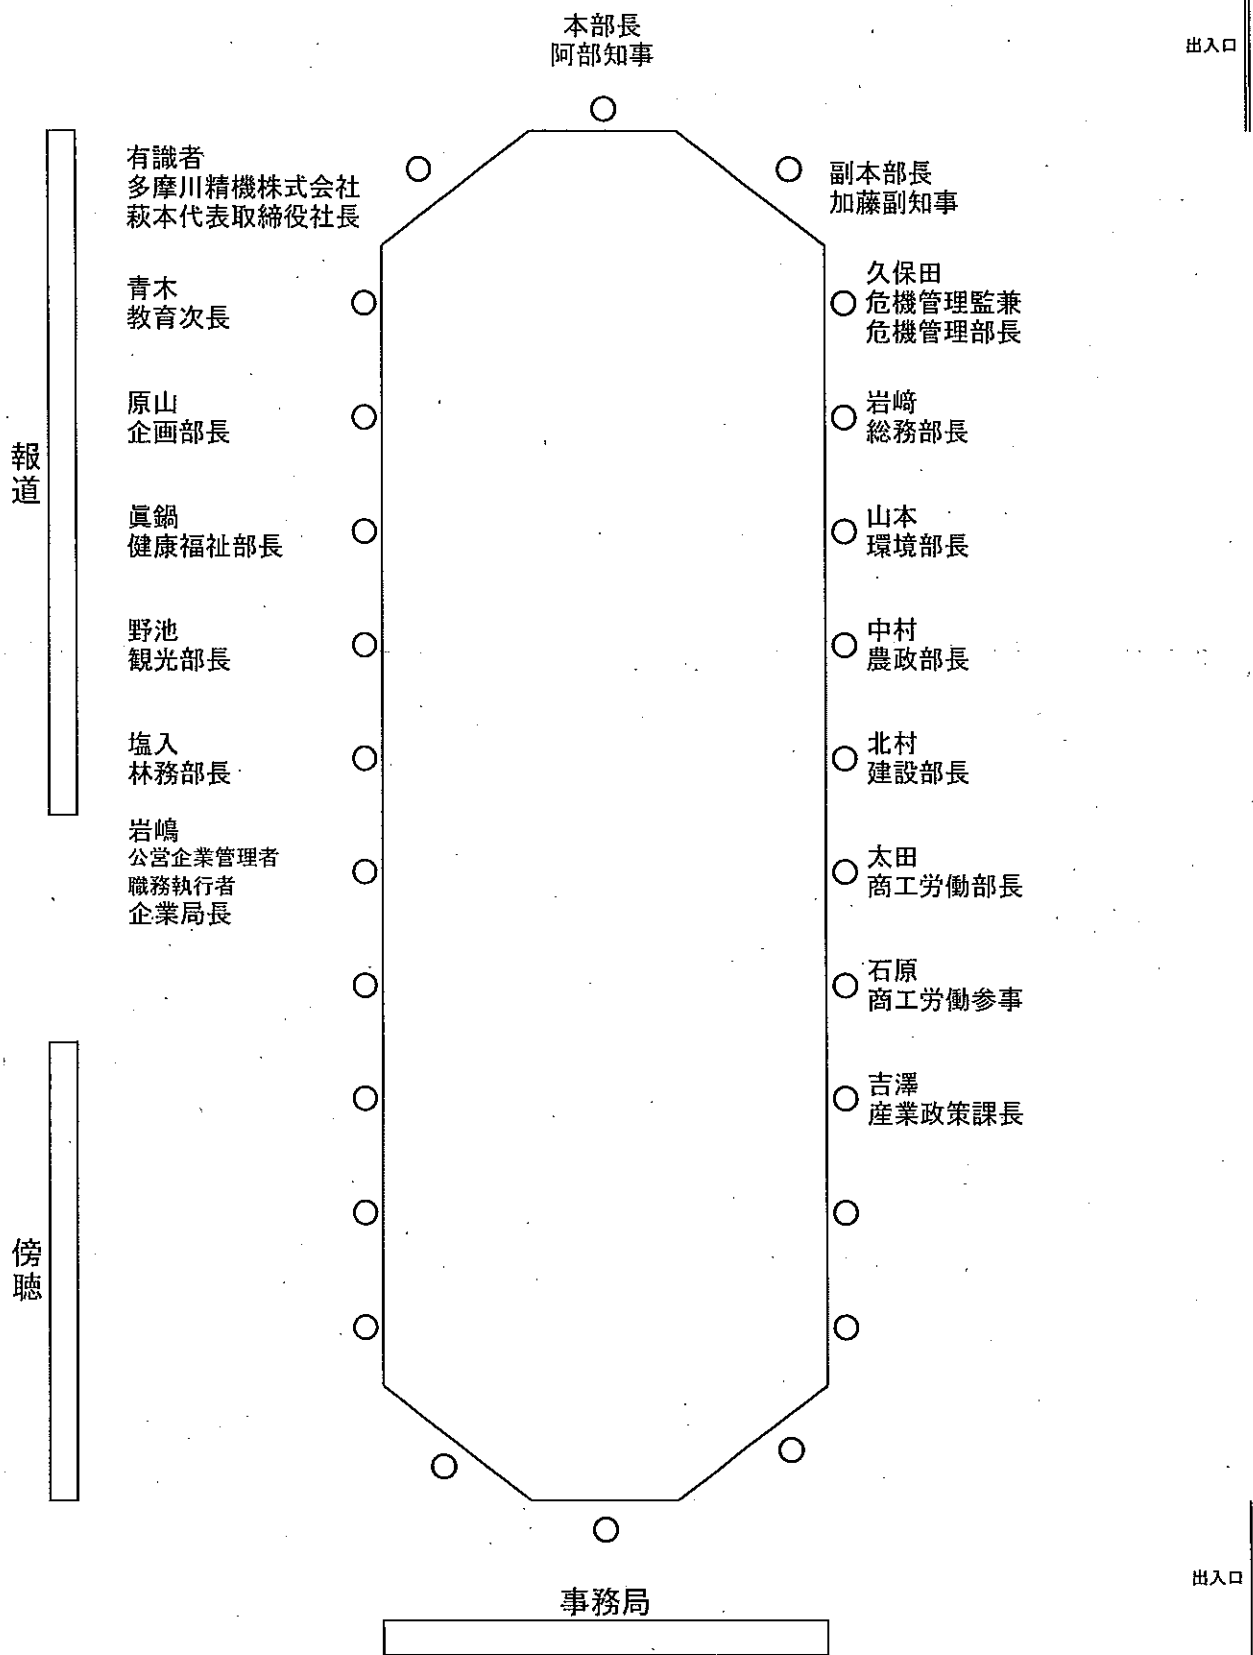 本部長
阿部知事
出入口
有識者
多摩川精機株式会社
萩本代表取締役社長
副本部長
加藤副知事
青木
教育次長
久保田
危機管理監兼
危機管理部長
原山
企画部長
岩﨑
総務部長
報道
眞鍋
健康福祉部長
山本
環境部長
野池
観光部長
中村
農政部長
塩入
林務部長
北村
建設部長
岩嶋
公営企業管理者
職務執行者
企業局長
太田
商工労働部長
石原
商工労働参事
吉澤
産業政策課長
傍聴
事務局
出入口